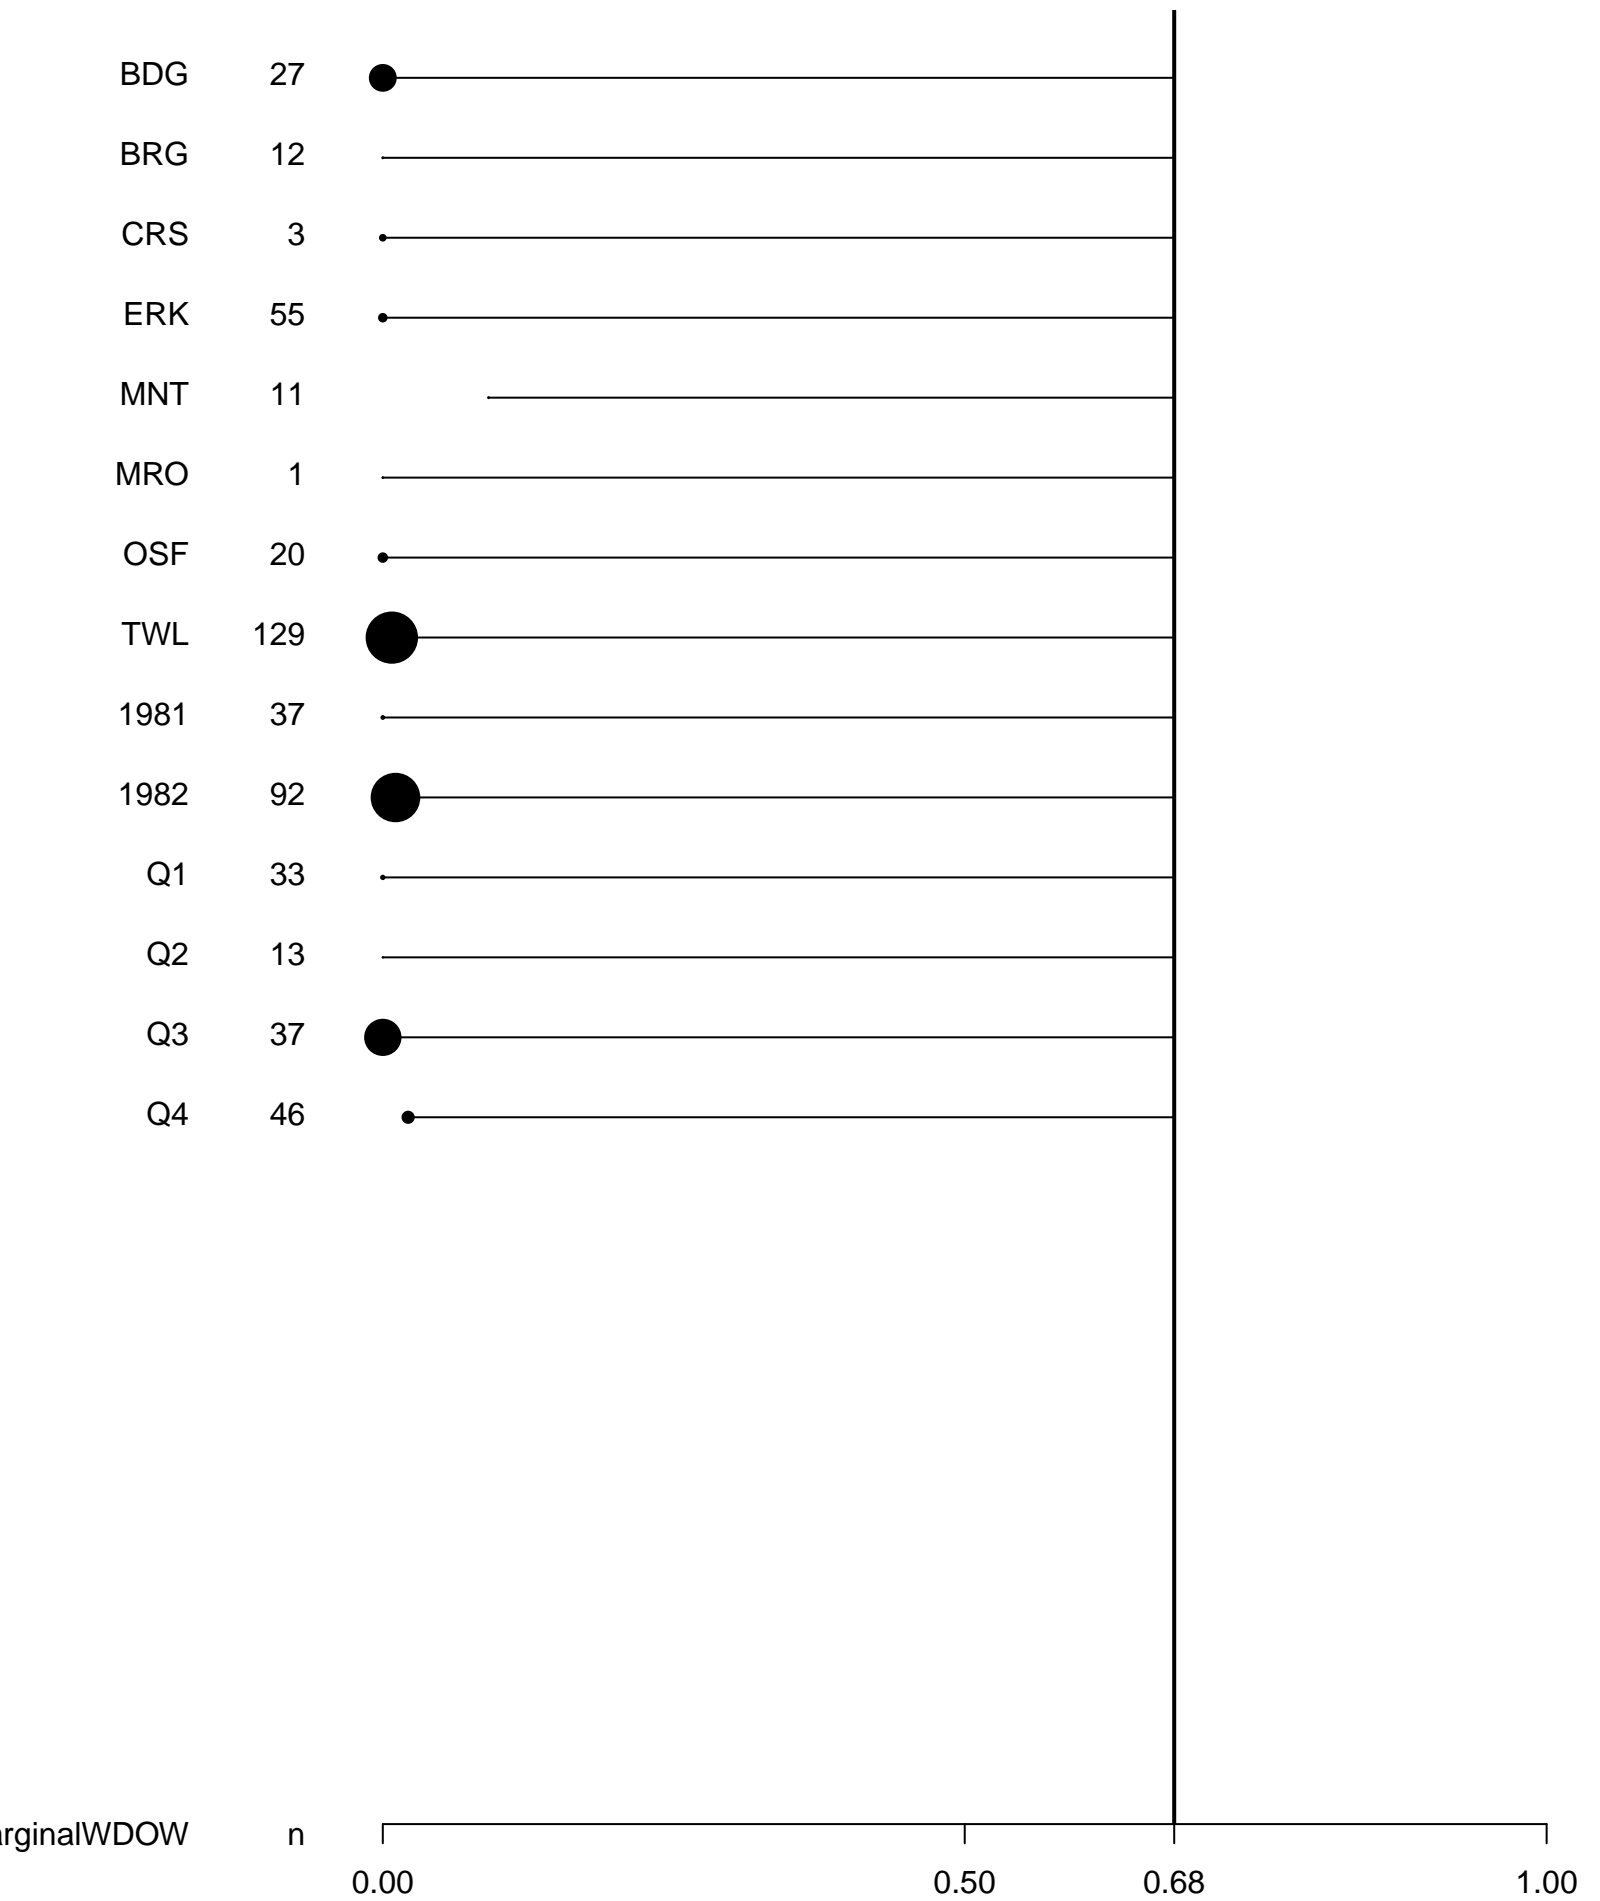 BDG 27
BRG 12
CRS 3
ERK 55
MNT 11
MRO 1
OSF 20
TWL 129
1981 37
1982 92
Q1 33
Q2 13
Q3 37
Q4 46
arginalWDOW n
0.00 0.50 0.68 1.00